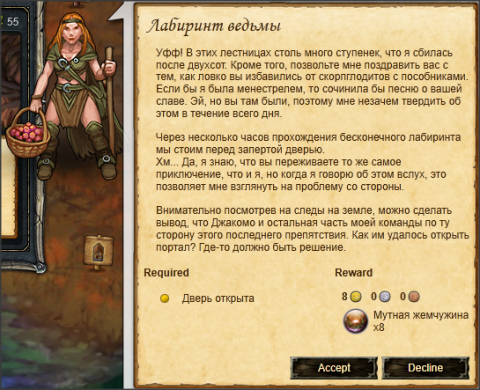 55
Лабиринт ведьмы
Уфф! В этих лестницах столь много ступенек, что я сбилась
после двухсот. Кроме того, позвольте мне поздравить вас с
тем, как ловко вы избавились от скорпглодитов с пособниками.
Если бы я была менестрелем, то сочинила бы песню о вашей
славе. Эй, но вы там были, поэтому мне незачем твердить об
этом в течение всего дня.
Через несколько часов прохождения бесконечного лабиринта
мы стоим перед запертой дверью.
Хм... Да, я знаю, что вы переживаете то же самое
приключение, что и я, но когда я говорю об этом вслух, это
позволяет мне взглянуть на проблему со стороны.
Внимательно посмотрев на следы на земле, можно сделать
вывод, что Джакомо и остальная часть моей команды по ту
сторону этого последнего препятствия. Как им удалось открыть
портал? Где-то должно быть решение.
Required
Reward
Дверь открыта
8 0 0
Мутная жемчужина
x8
Accept
Decline